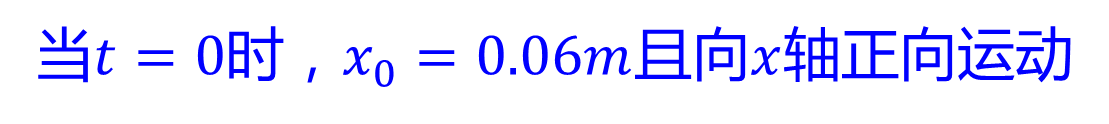 当t = 0时，x₀ = 0.06m且向x轴正向运动